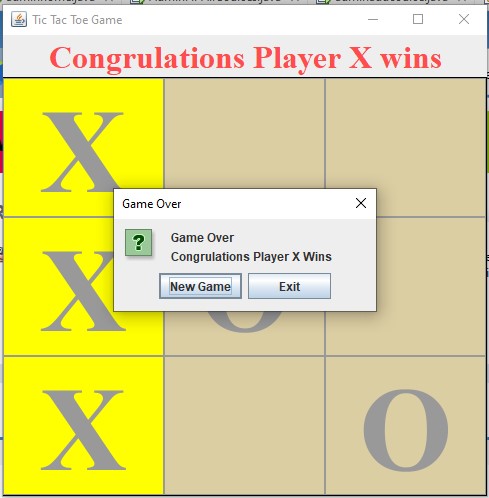 Tic Tac Toe Game
Congrulations Player X wins
X
Game Over
Game Over
Congrulations Player X Wins
New Game Exit
X O
X O